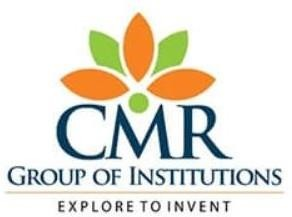 CMR
GROUP OF INSTITUTIONS
EXPLORE TO INVENT